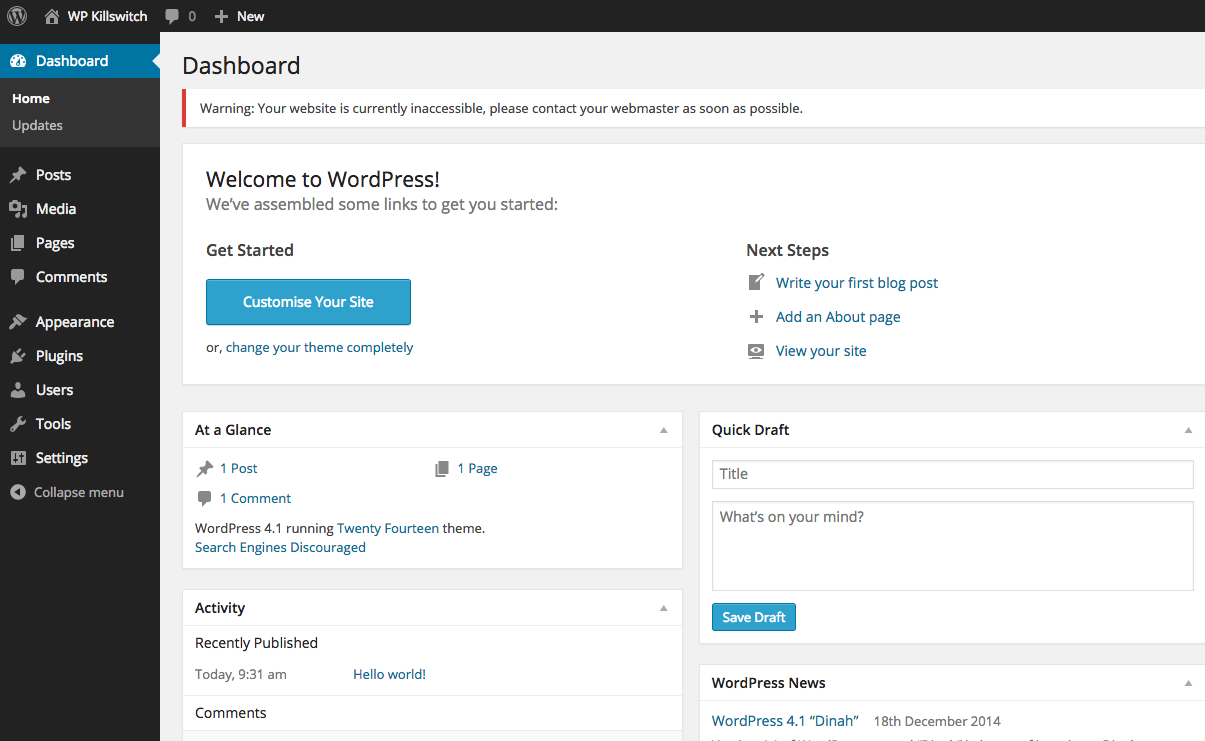 WP Killswitch 0 New
Dashboard
Home
Updates
Posts
Media
Pages
Comments
Appearance
Plugins
Users
Tools
Settings
Collapse menu
Dashboard
Warning: Your website is currently inaccessible, please contact your webmaster as soon as possible.
Welcome to WordPress!
We've assembled some links to get you started:
Get Started
Customise Your Site
or, change your theme completely
Next Steps
Write your first blog post
Add an About page
View your site
At a Glance
1 Post 1 Page
1 Comment
WordPress 4.1 running Twenty Fourteen theme.
Search Engines Discouraged
Activity
Recently Published
Today, 9:31 am Hello world!
Comments
Quick Draft
Title
What's on your mind?
Save Draft
WordPress News
WordPress 4.1 “Dinah” 18th December 2014